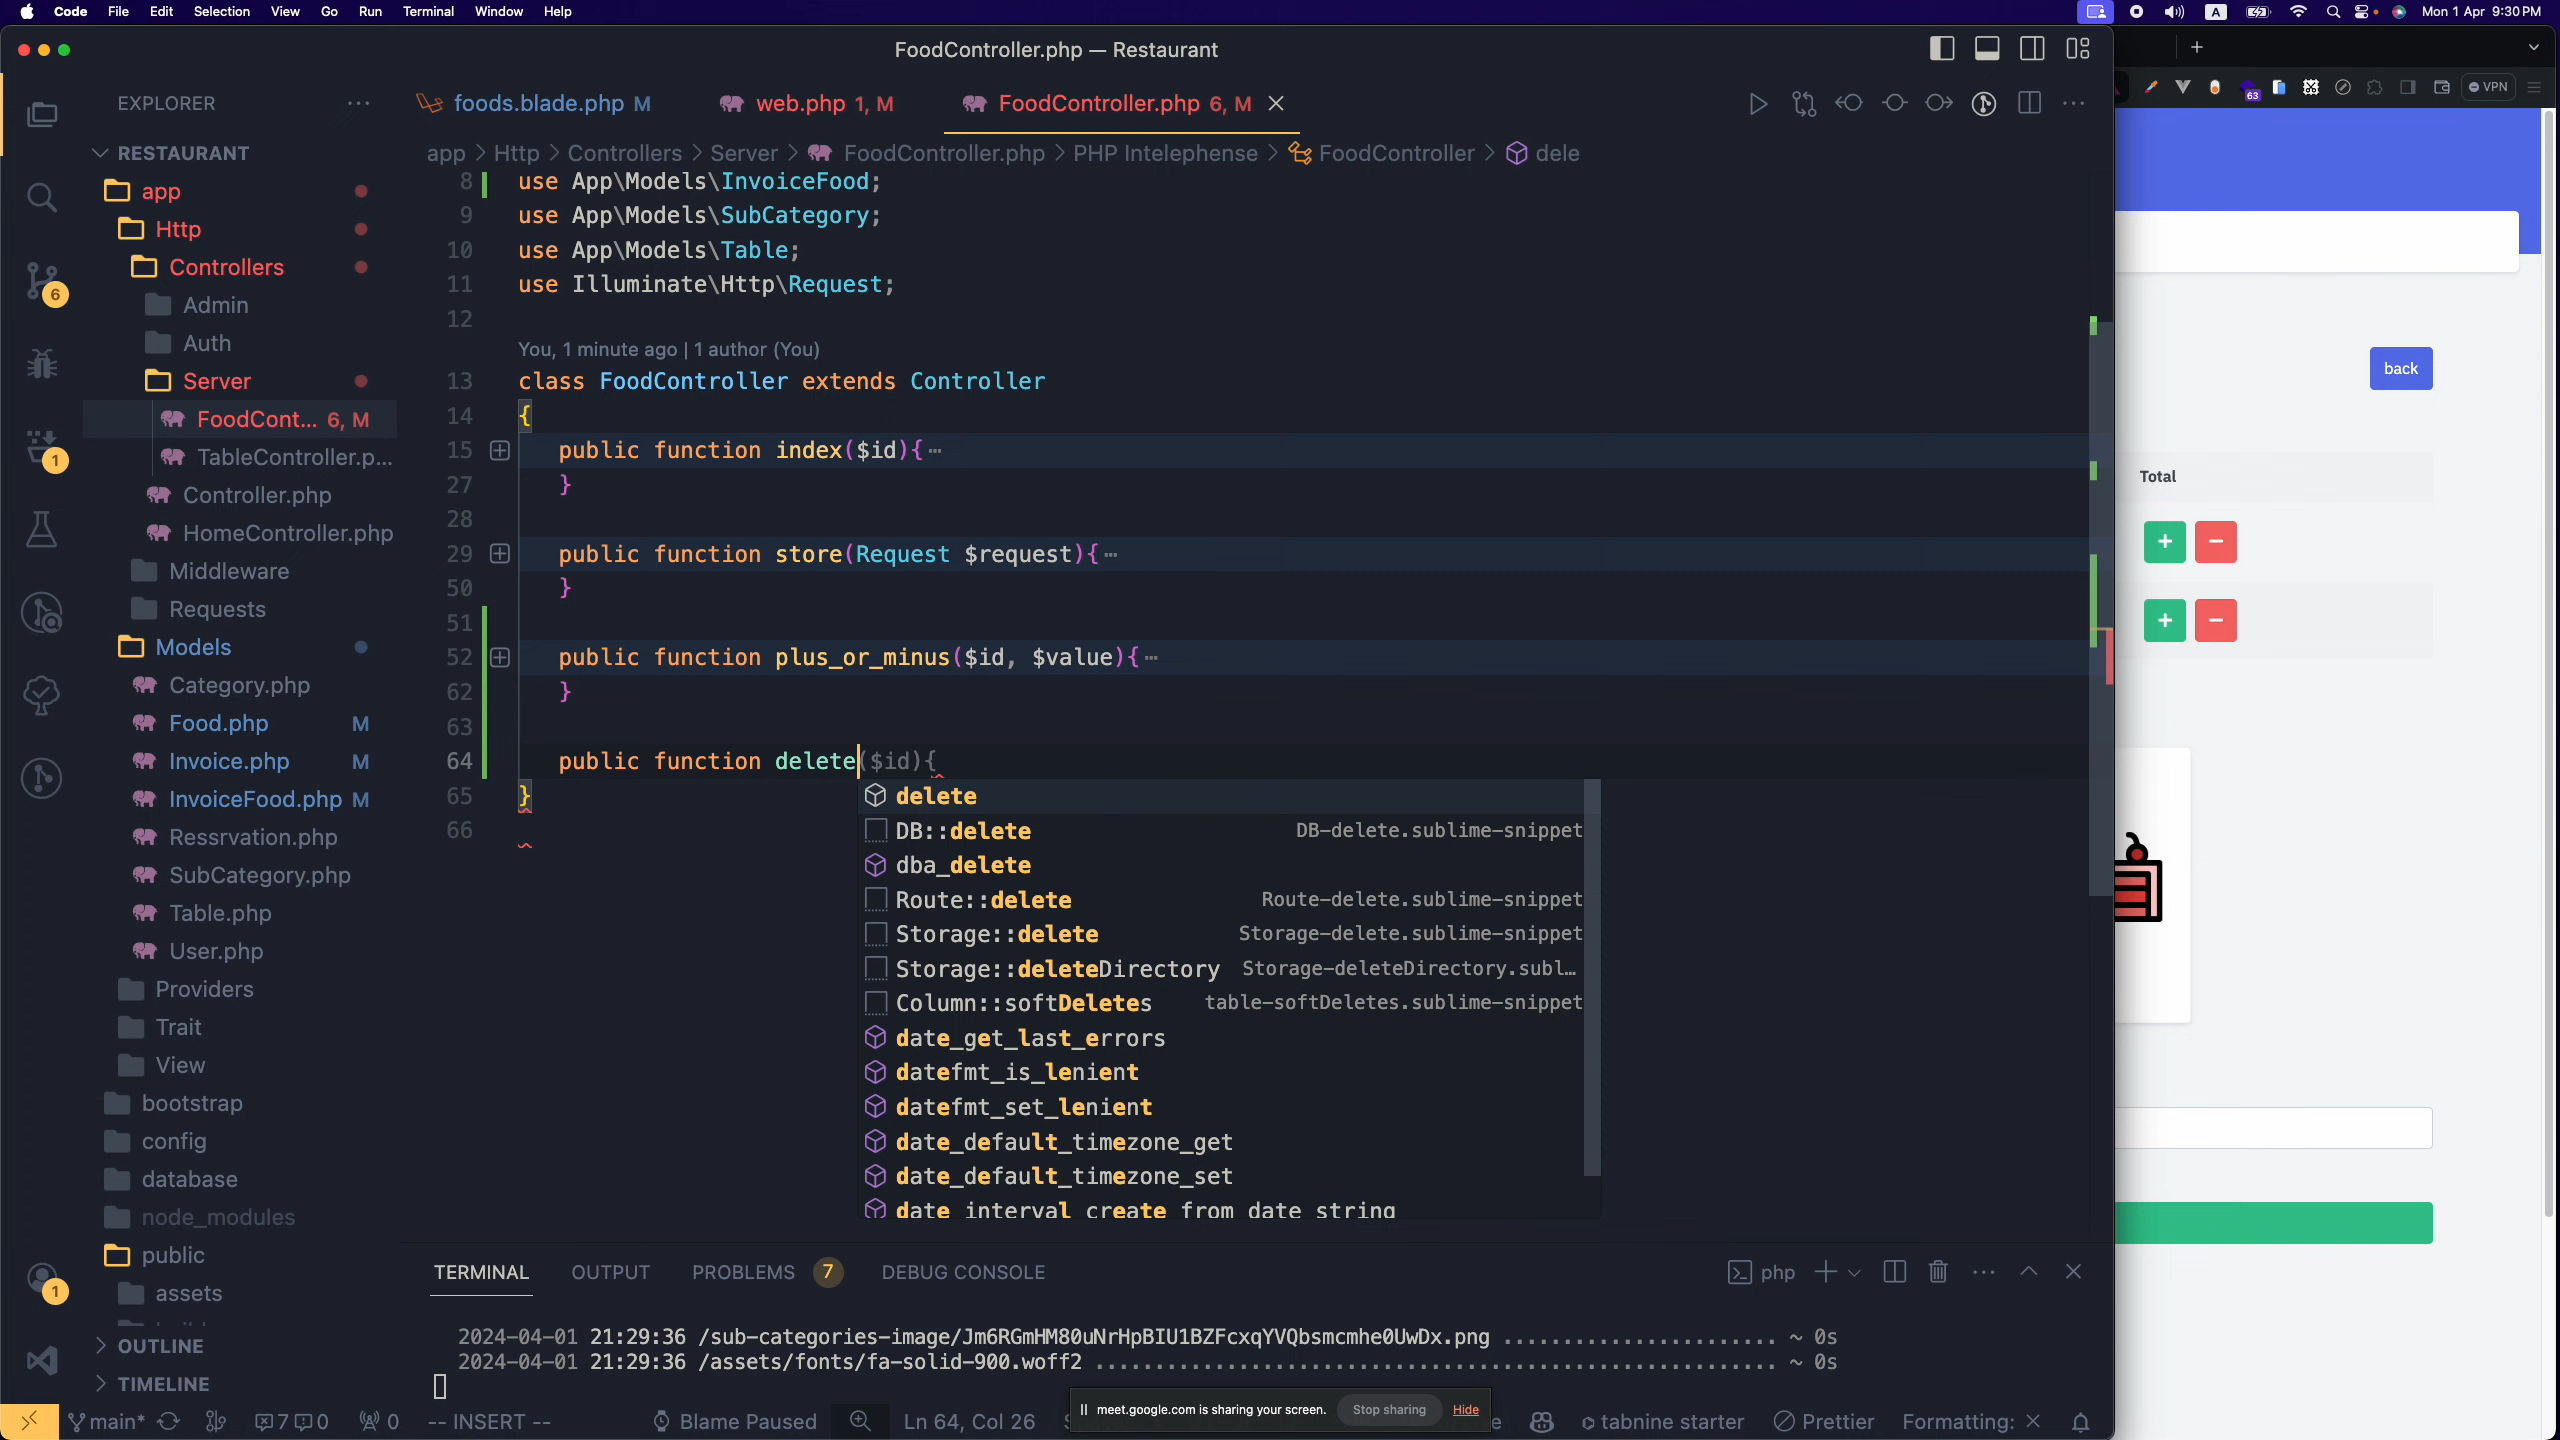 Code File Edit Selection View Go Run Terminal Window Help
A
Mon 1 Apr 9:30 PM
FoodController.php — Restaurant
63
VPN
EXPLORER
foods.blade.php M
web.php 1, M
FoodController.php 6, M
RESTAURANT
app > Http > Controllers > Server > FoodController.php > PHP Intelephense > FoodController > dele
app
Http
Controllers
Admin
Auth
Server
FoodCont... 6, M
TableController.p...
Controller.php
HomeController.php
Middleware
Requests
Models
Category.php
Food.php M
Invoice.php M
InvoiceFood.php M
Ressrvation.php
SubCategory.php
Table.php
User.php
Providers
Trait
View
bootstrap
config
database
node_modules
public
assets
OUTLINE
TIMELINE
6
1
1
8 use App\Models\InvoiceFood;
9 use App\Models\SubCategory;
10 use App\Models\Table;
11 use Illuminate\Http\Request;
12
You, 1 minute ago | 1 author (You)
13 class FoodController extends Controller
14 {
15 public function index($id){⋯
27 }
28
29 public function store(Request $request){⋯
50 }
51
52 public function plus_or_minus($id, $value){⋯
62 }
63
64 public function delete($id){
65 }
66
delete
DB::delete DB-delete.sublime-snippet
dba_delete
Route::delete Route-delete.sublime-snippet
Storage::delete Storage-delete.sublime-snippet
Storage::deleteDirectory Storage-deleteDirectory.subl…
Column::softDeletes table-softDeletes.sublime-snippet
date_get_last_errors
datefmt_is_lenient
datefmt_set_lenient
date_default_timezone_get
date_default_timezone_set
date_interval_create_from_date_string
back
Total
+ −
+ −
TERMINAL OUTPUT PROBLEMS 7 DEBUG CONSOLE
php
2024-04-01 21:29:36 /sub-categories-image/Jm6RGmHM80uNrHpBIU1BZFcxqYVQbsmcmhe0UwDx.png ........................ ~ 0s
2024-04-01 21:29:36 /assets/fonts/fa-solid-900.woff2 ............................................................ ~ 0s
meet.google.com is sharing your screen. Stop sharing Hide
main* 7 0 0 -- INSERT -- Blame Paused Ln 64, Col 26 tabnine starter Prettier Formatting: ×